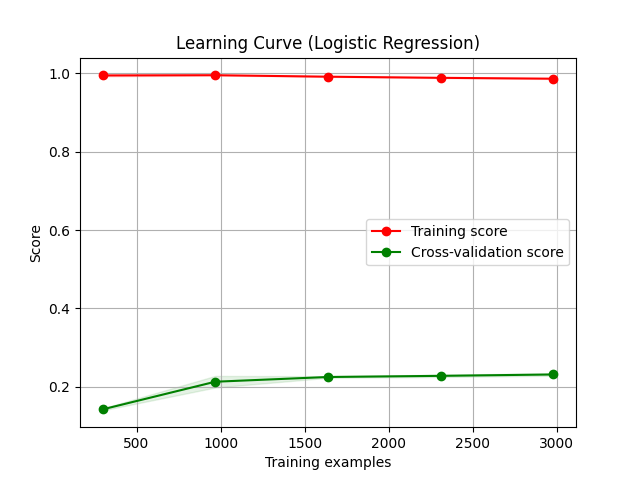 Learning Curve (Logistic Regression)
1.0
0.8
0.6
0.4
0.2
Score
Training score
Cross-validation score
500
1000
1500
2000
2500
3000
Training examples